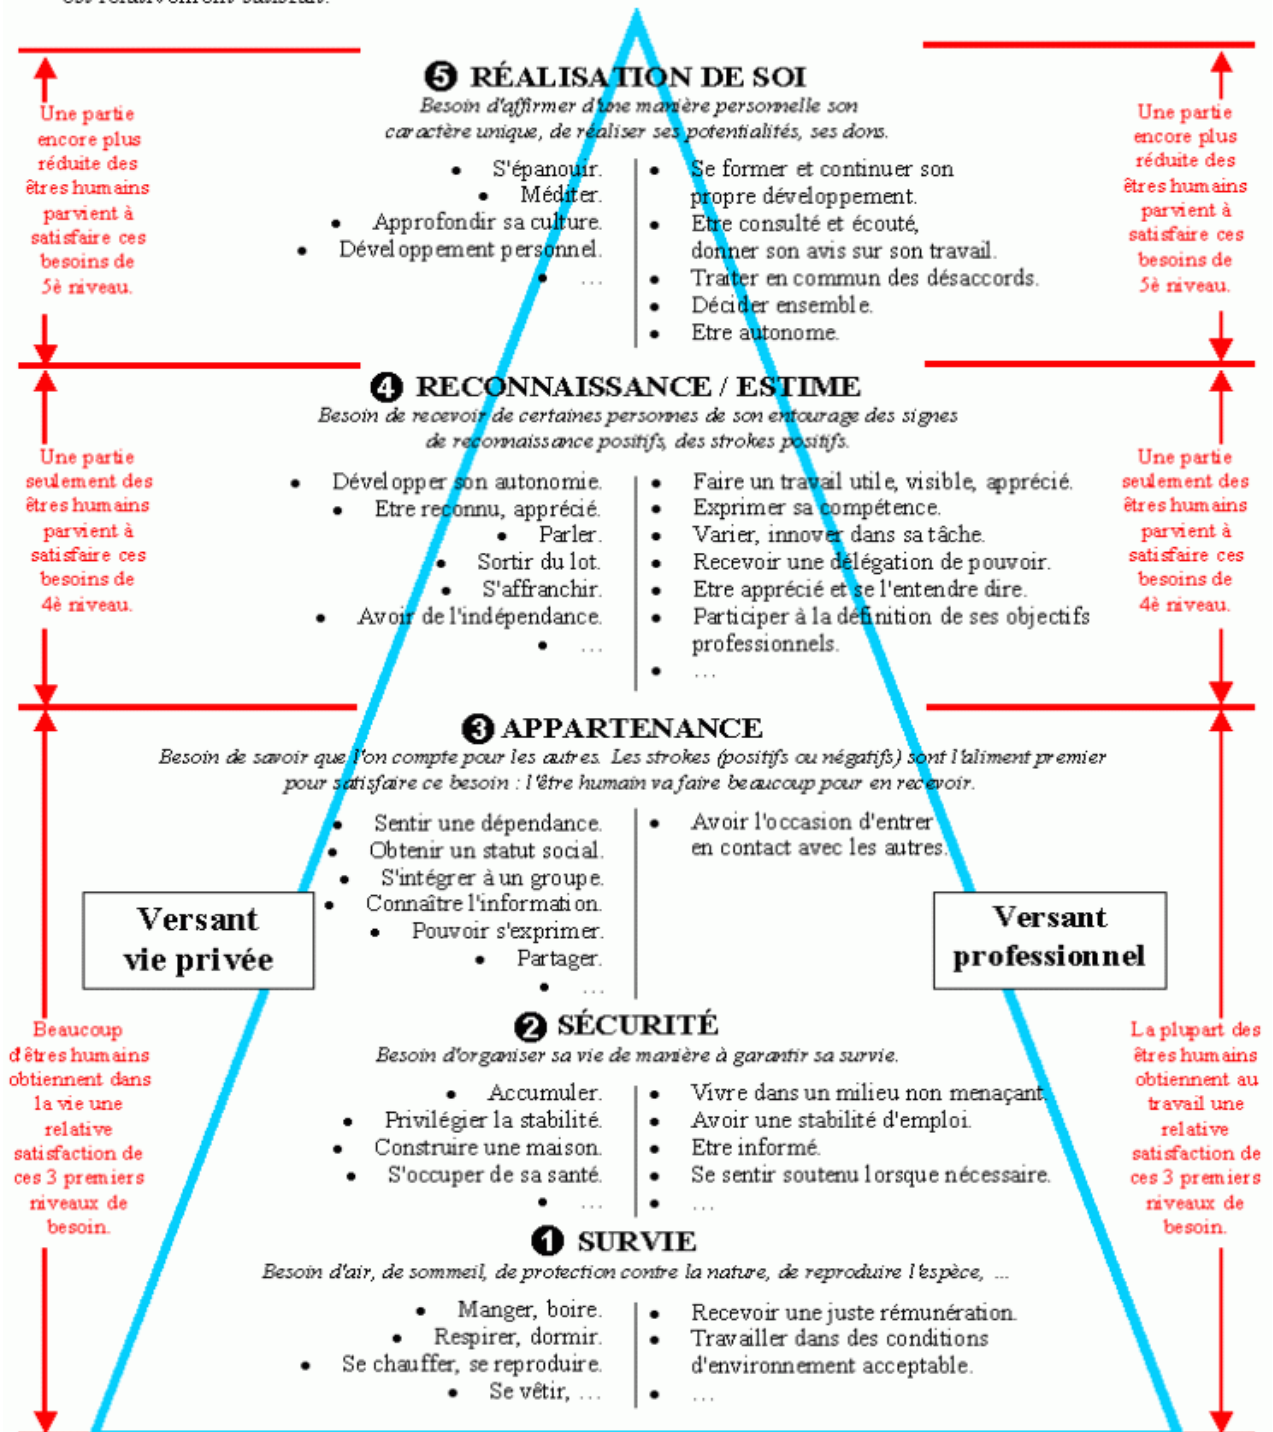 est relativement satisfait.
❺ RÉALISATION DE SOI
Besoin d'affirmer d'une manière personnelle son
caractère unique, de réaliser ses potentialités, ses dons.
• S'épanouir.
• Méditer.
• Approfondir sa culture.
• Développement personnel.
• …
• Se former et continuer son
propre développement.
• Etre consulté et écouté,
donner son avis sur son travail.
• Traiter en commun des désaccords.
• Décider ensemble.
• Etre autonome.
Une partie
encore plus
réduite des
êtres humains
parvient à
satisfaire ces
besoins de
5è niveau.
Une partie
encore plus
réduite des
êtres humains
parvient à
satisfaire ces
besoins de
5è niveau.
❹ RECONNAISSANCE / ESTIME
Besoin de recevoir de certaines personnes de son entourage des signes
de reconnaissance positifs, des strokes positifs.
• Développer son autonomie.
• Etre reconnu, apprécié.
• Parler.
• Sortir du lot.
• S'affranchir.
• Avoir de l'indépendance.
• …
• Faire un travail utile, visible, apprécié.
• Exprimer sa compétence.
• Varier, innover dans sa tâche.
• Recevoir une délégation de pouvoir.
• Etre apprécié et se l'entendre dire.
• Participer à la définition de ses objectifs
professionnels.
• …
Une partie
seulement des
êtres humains
parvient à
satisfaire ces
besoins de
4è niveau.
Une partie
seulement des
êtres humains
parvient à
satisfaire ces
besoins de
4è niveau.
❸ APPARTENANCE
Besoin de savoir que l'on compte pour les autres. Les strokes (positifs ou négatifs) sont l'aliment premier
pour satisfaire ce besoin : l'être humain va faire beaucoup pour en recevoir.
• Sentir une dépendance.
• Obtenir un statut social.
• S'intégrer à un groupe.
• Connaître l'information.
• Pouvoir s'exprimer.
• Partager.
• …
• Avoir l'occasion d'entrer
en contact avec les autres.
Versant
vie privée
Versant
professionnel
❷ SÉCURITÉ
Besoin d'organiser sa vie de manière à garantir sa survie.
• Accumuler.
• Privilégier la stabilité.
• Construire une maison.
• S'occuper de sa santé.
• …
• Vivre dans un milieu non menaçant.
• Avoir une stabilité d'emploi.
• Etre informé.
• Se sentir soutenu lorsque nécessaire.
• …
Beaucoup
d'êtres humains
obtiennent dans
la vie une
relative
satisfaction de
ces 3 premiers
niveaux de
besoin.
La plupart des
êtres humains
obtiennent au
travail une
relative
satisfaction de
ces 3 premiers
niveaux de
besoin.
❶ SURVIE
Besoin d'air, de sommeil, de protection contre la nature, de reproduire l'espèce, …
• Manger, boire.
• Respirer, dormir.
• Se chauffer, se reproduire.
• Se vêtir, …
• Recevoir une juste rémunération.
• Travailler dans des conditions
d'environnement acceptable.
• …